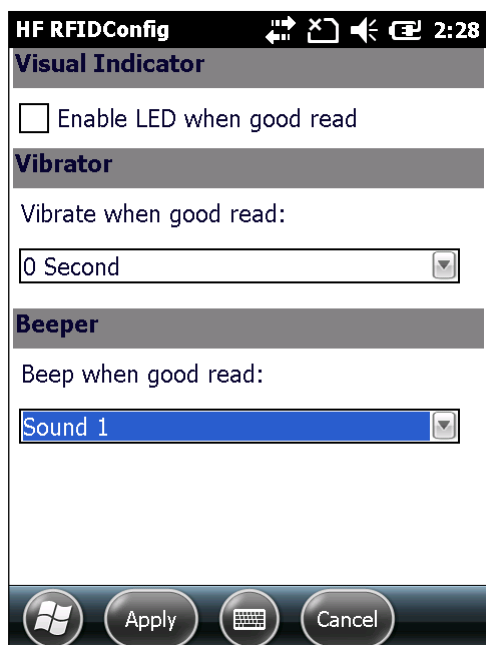 HF RFIDConfig 2:28
Visual Indicator
Enable LED when good read
Vibrator
Vibrate when good read:
0 Second
Beeper
Beep when good read:
Sound 1
Apply Cancel